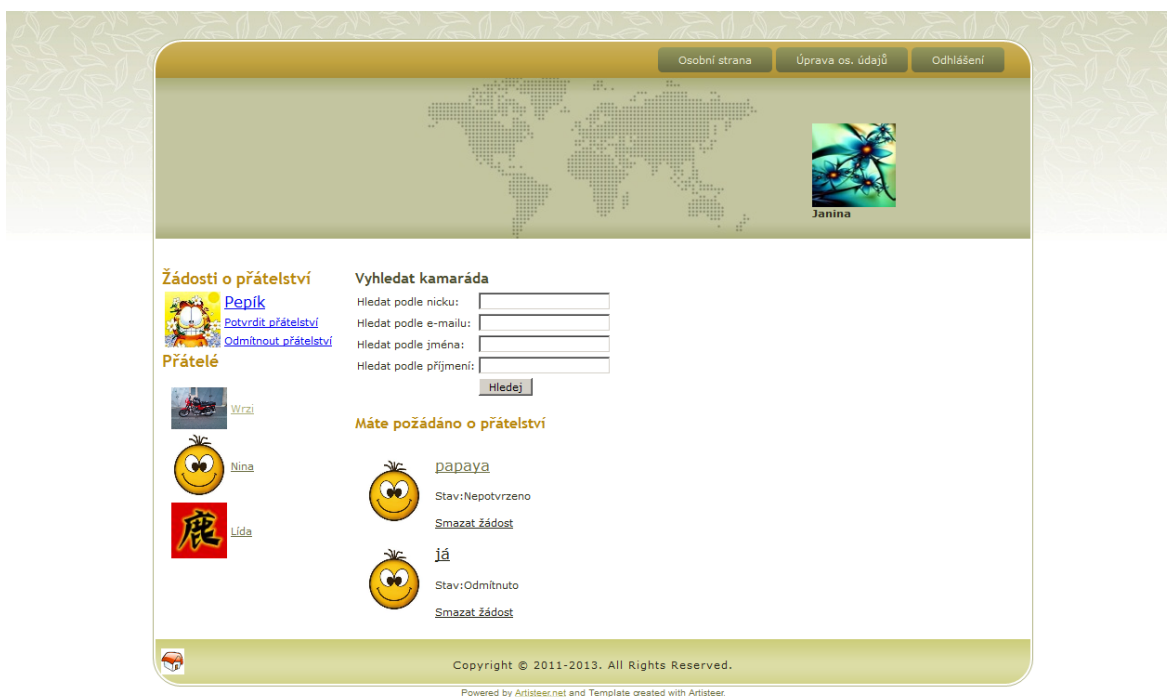 Osobní strana Úprava os. údajů Odhlášení
Janina
Žádosti o přátelství
Pepík
Potvrdit přátelství
Odmítnout přátelství
Přátelé
Wrzi
Nina
鹿
Lída
Vyhledat kamaráda
Hledat podle nicku:
Hledat podle e-mailu:
Hledat podle jména:
Hledat podle příjmení:
Hledej
Máte požádáno o přátelství
papaya
Stav:Nepotvrzeno
Smazat žádost
já
Stav:Odmítnuto
Smazat žádost
Copyright © 2011-2013. All Rights Reserved.
Powered by Artisteer.net and Template created with Artisteer.